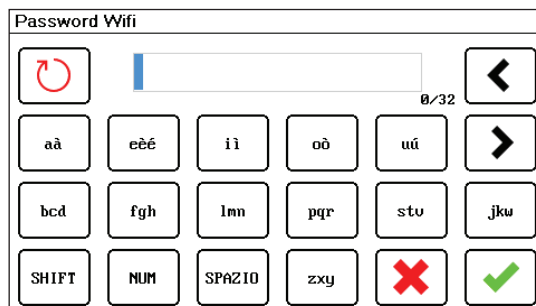 Password Wifi
0/32
aà
eèé
iì
oò
uú
bcd
fgh
lmn
pqr
stv
jkw
SHIFT
NUM
SPAZIO
zxy